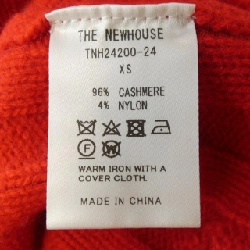 THE NEWHOUSE
TNH24200-24
XS
96% CASHMERE
4% NYLON
F W
WARM IRON WITH A
COVER CLOTH.
MADE IN CHINA